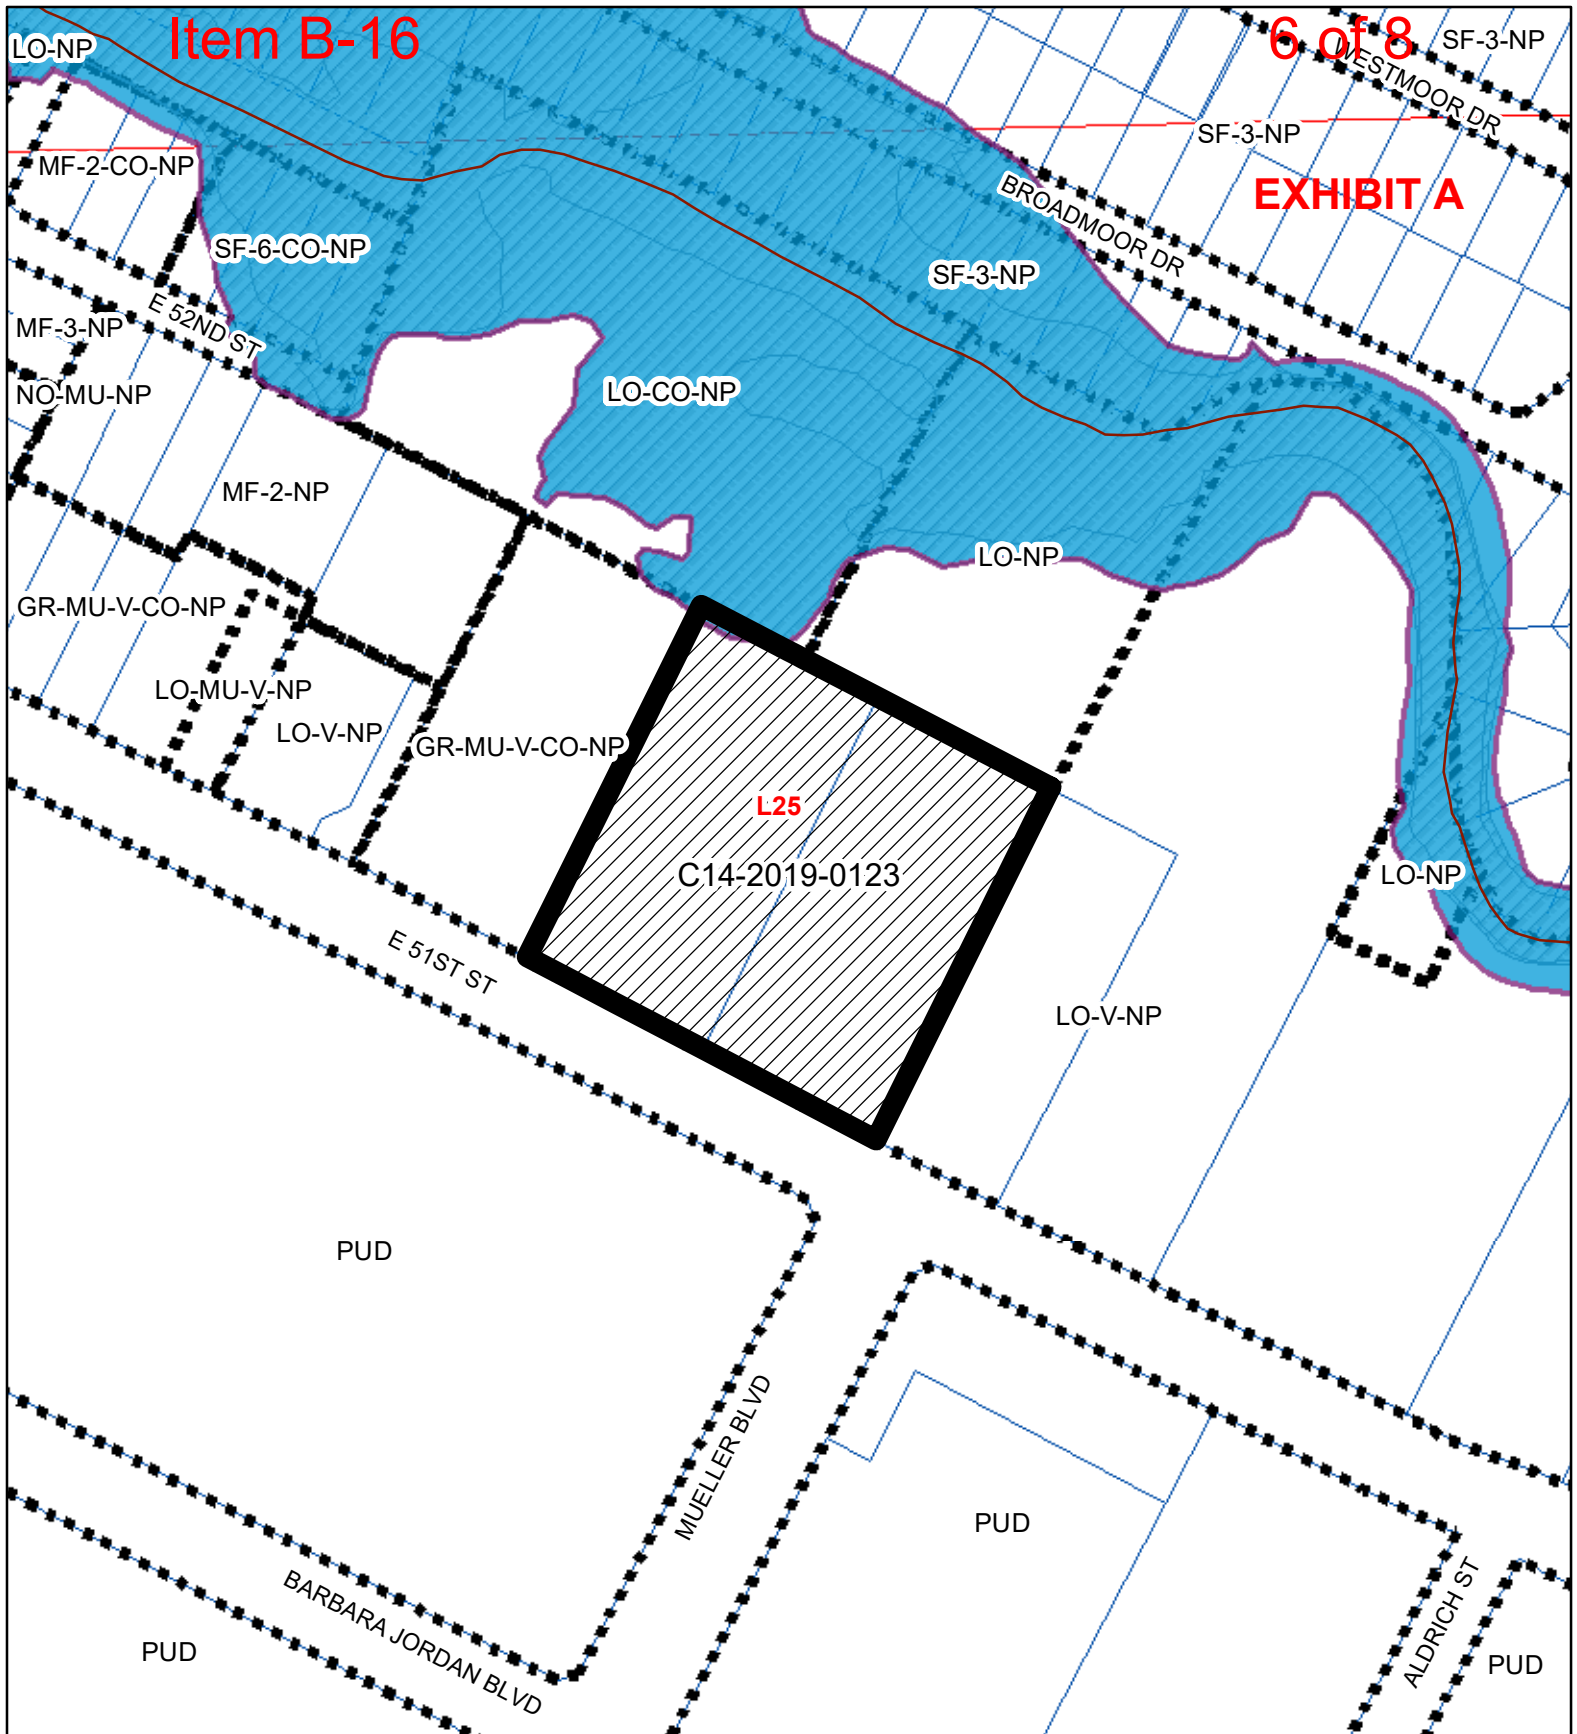 Item B-16
6 of 8
LO-NP
SF-3-NP
WESTMOOR DR
SF-3-NP
MF-2-CO-NP
EXHIBIT A
BROADMOOR DR
SF-6-CO-NP
SF-3-NP
E 52ND ST
MF-3-NP
NO-MU-NP
LO-CO-NP
MF-2-NP
LO-NP
GR-MU-V-CO-NP
LO-MU-V-NP
LO-V-NP
GR-MU-V-CO-NP
L25
C14-2019-0123
LO-NP
E 51ST ST
LO-V-NP
PUD
MUELLER BLVD
PUD
BARBARA JORDAN BLVD
ALDRICH ST
PUD
PUD